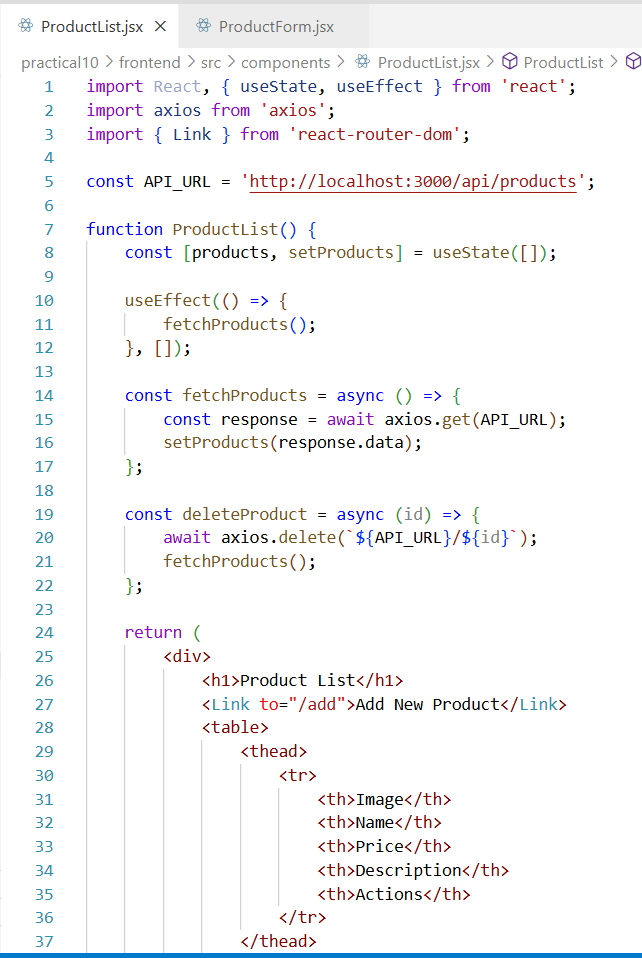 ProductList.jsx × ProductForm.jsx
practical10 > frontend > src > components > ProductList.jsx > ProductList >
1 import React, { useState, useEffect } from 'react';
2 import axios from 'axios';
3 import { Link } from 'react-router-dom';
4
5 const API_URL = 'http://localhost:3000/api/products';
6
7 function ProductList() {
8     const [products, setProducts] = useState([]);
9
10     useEffect(() => {
11         fetchProducts();
12     }, []);
13
14     const fetchProducts = async () => {
15         const response = await axios.get(API_URL);
16         setProducts(response.data);
17     };
18
19     const deleteProduct = async (id) => {
20         await axios.delete(`${API_URL}/${id}`);
21         fetchProducts();
22     };
23
24     return (
25         <div>
26             <h1>Product List</h1>
27             <Link to="/add">Add New Product</Link>
28             <table>
29                 <thead>
30                     <tr>
31                         <th>Image</th>
32                         <th>Name</th>
33                         <th>Price</th>
34                         <th>Description</th>
35                         <th>Actions</th>
36                     </tr>
37                 </thead>